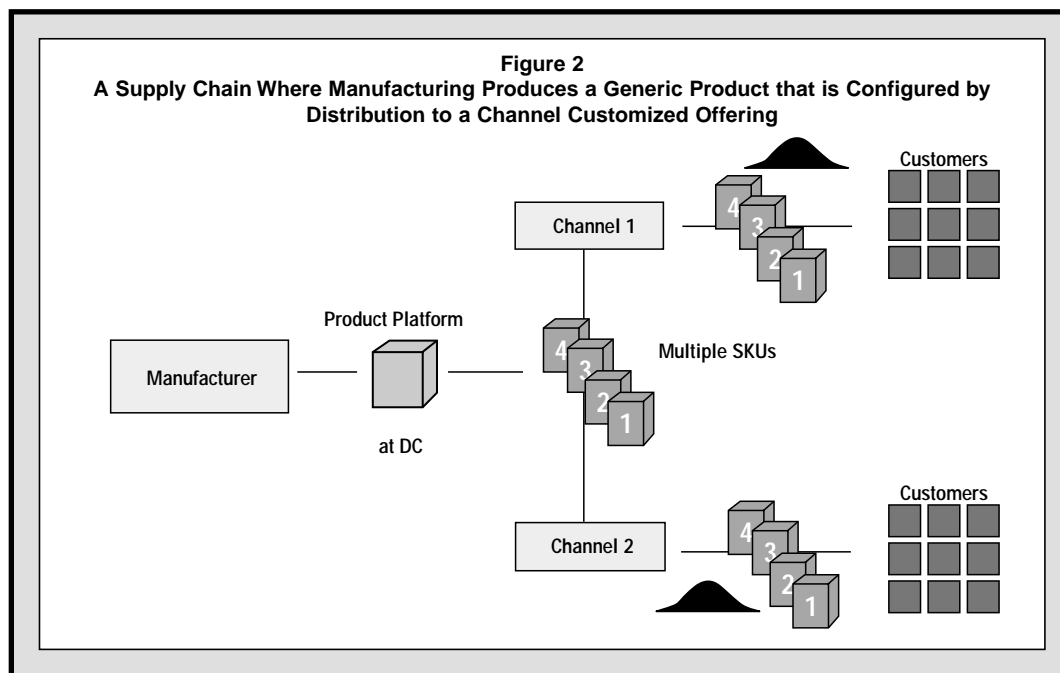 Figure 2
A Supply Chain Where Manufacturing Produces a Generic Product that is Configured by
Distribution to a Channel Customized Offering
Customers
4
3
2
1
Channel 1
Product Platform
Manufacturer
at DC
4
3
2
1
Multiple SKUs
Customers
Channel 2
4
3
2
1